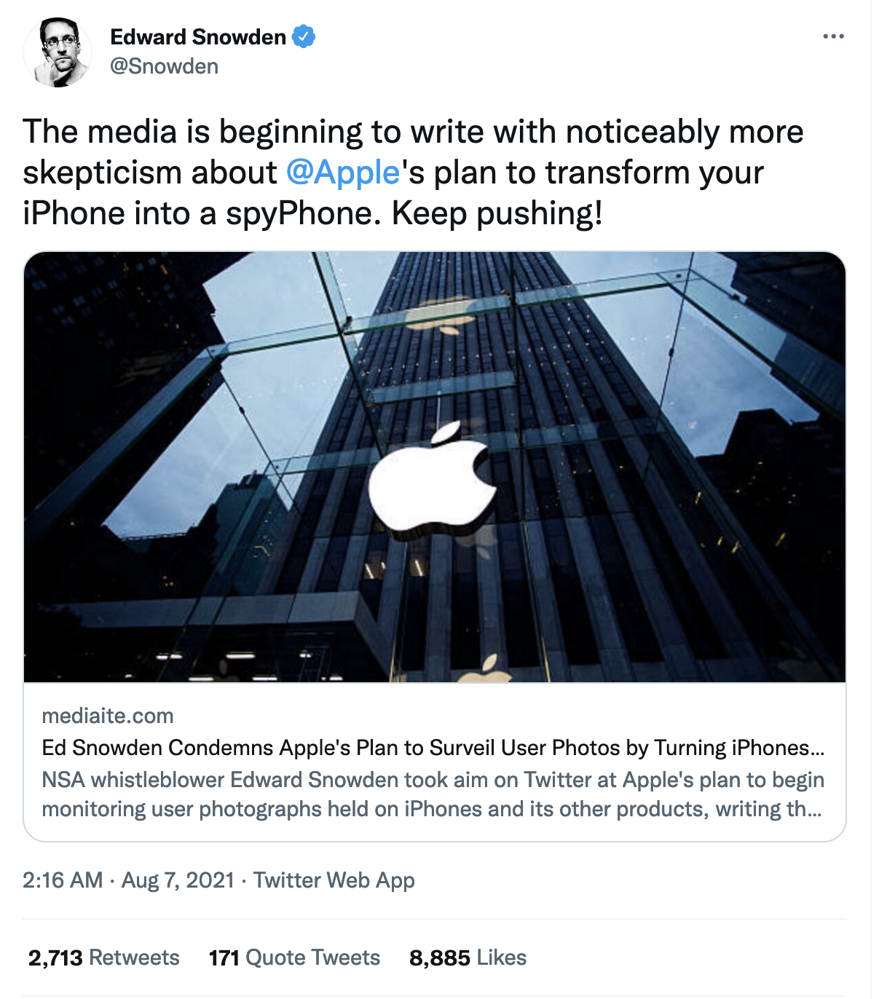 Edward Snowden
@Snowden
The media is beginning to write with noticeably more
skepticism about @Apple's plan to transform your
iPhone into a spyPhone. Keep pushing!
mediaite.com
Ed Snowden Condemns Apple's Plan to Surveil User Photos by Turning iPhones...
NSA whistleblower Edward Snowden took aim on Twitter at Apple's plan to begin
monitoring user photographs held on iPhones and its other products, writing th...
2:16 AM · Aug 7, 2021 · Twitter Web App
2,713 Retweets 171 Quote Tweets 8,885 Likes